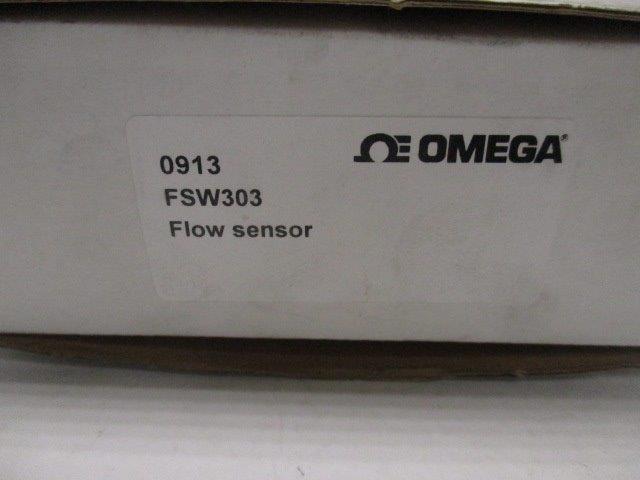 ΩE OMEGA®
0913
FSW303
Flow sensor